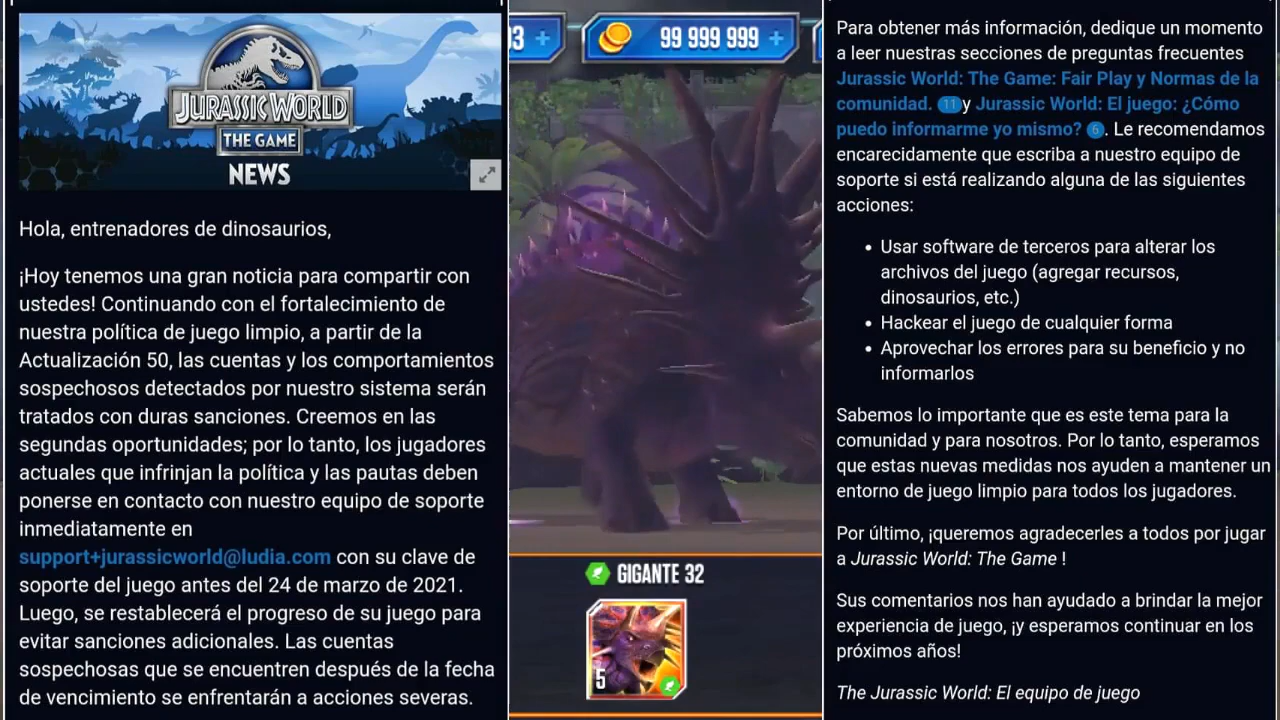 JURASSIC WORLD
THE GAME
NEWS
Hola, entrenadores de dinosaurios,
¡Hoy tenemos una gran noticia para compartir con
ustedes! Continuando con el fortalecimiento de
nuestra política de juego limpio, a partir de la
Actualización 50, las cuentas y los comportamientos
sospechosos detectados por nuestro sistema serán
tratados con duras sanciones. Creemos en las
segundas oportunidades; por lo tanto, los jugadores
actuales que infrinjan la política y las pautas deben
ponerse en contacto con nuestro equipo de soporte
inmediatamente en
support+jurassicworld@ludia.com con su clave de
soporte del juego antes del 24 de marzo de 2021.
Luego, se restablecerá el progreso de su juego para
evitar sanciones adicionales. Las cuentas
sospechosas que se encuentren después de la fecha
de vencimiento se enfrentarán a acciones severas.
3 +
99 999 999 +
GIGANTE 32
5
Para obtener más información, dedique un momento
a leer nuestras secciones de preguntas frecuentes
Jurassic World: The Game: Fair Play y Normas de la
comunidad. 11 y Jurassic World: El juego: ¿Cómo
puedo informarme yo mismo? 6. Le recomendamos
encarecidamente que escriba a nuestro equipo de
soporte si está realizando alguna de las siguientes
acciones:
• Usar software de terceros para alterar los
archivos del juego (agregar recursos,
dinosaurios, etc.)
• Hackear el juego de cualquier forma
• Aprovechar los errores para su beneficio y no
informarlos
Sabemos lo importante que es este tema para la
comunidad y para nosotros. Por lo tanto, esperamos
que estas nuevas medidas nos ayuden a mantener un
entorno de juego limpio para todos los jugadores.
Por último, ¡queremos agradecerles a todos por jugar
a Jurassic World: The Game !
Sus comentarios nos han ayudado a brindar la mejor
experiencia de juego, ¡y esperamos continuar en los
próximos años!
The Jurassic World: El equipo de juego